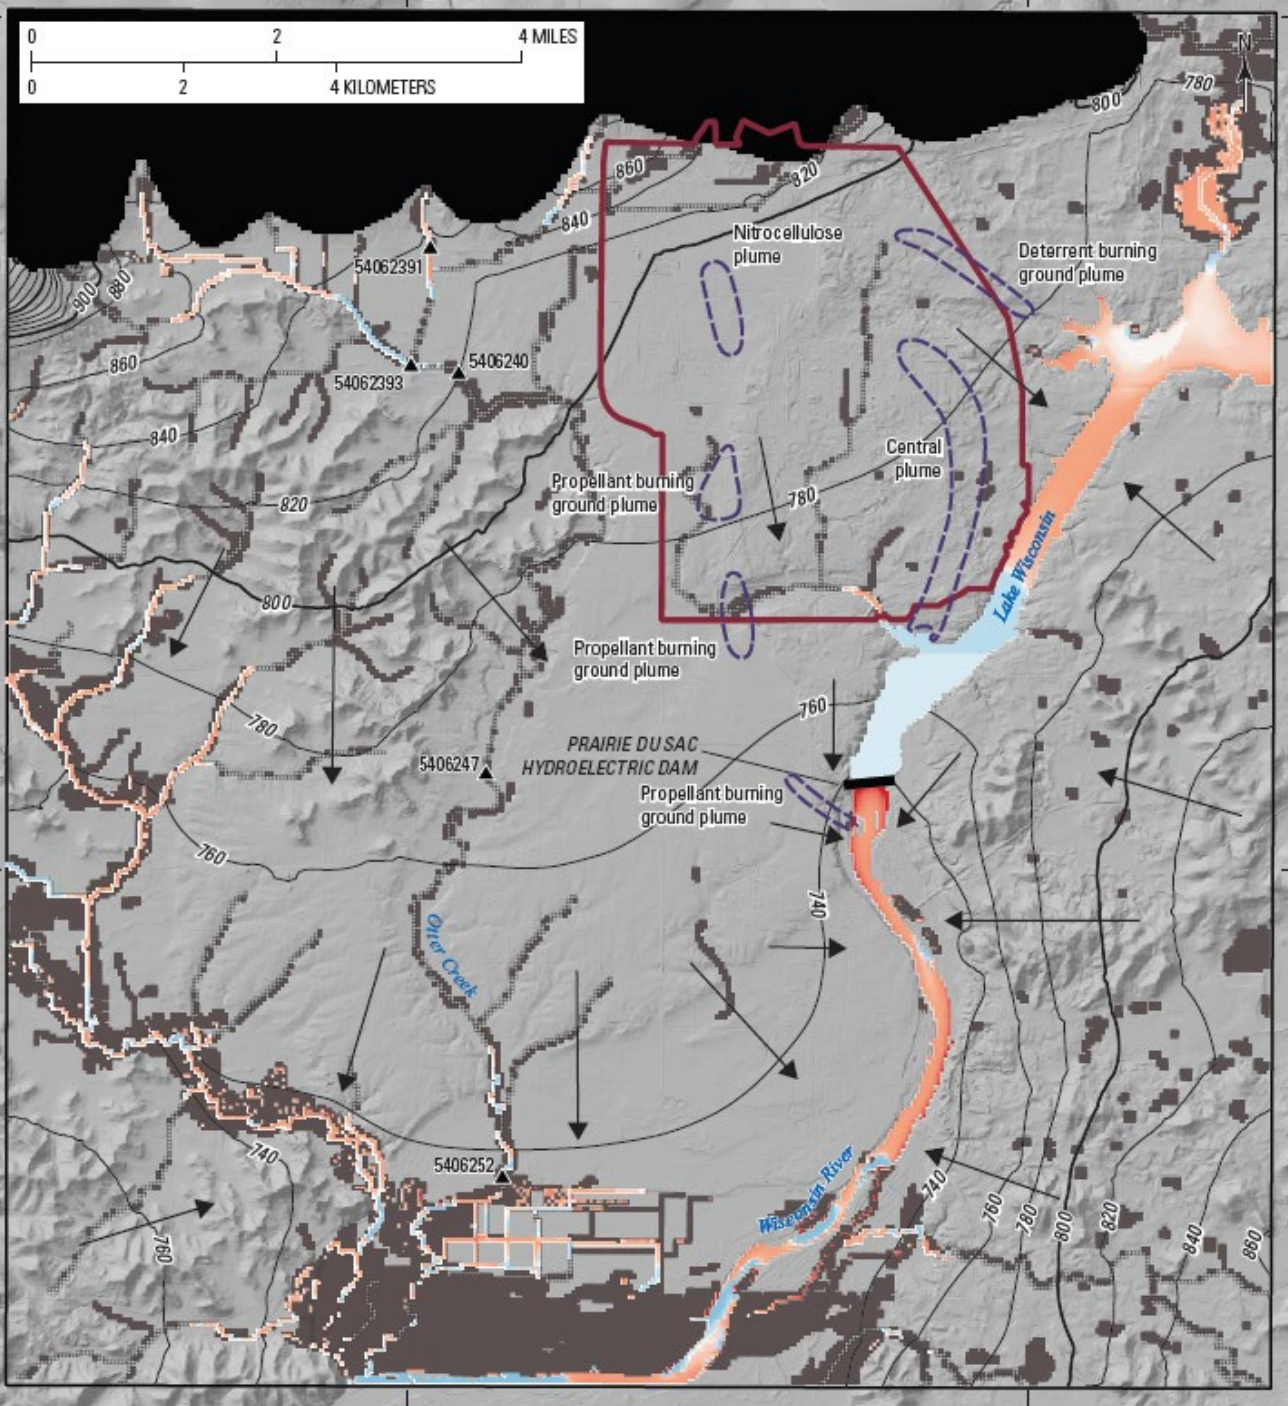 0 2 4 MILES
0 2 4 KILOMETERS
N
780
800
860
820
840
Nitrocellulose
plume
Deterrent burning
ground plume
54062391
900
880
860
54062393
5406240
840
Central
plume
Propellant burning
ground plume
780
820
Lake Wisconsin
800
Propellant burning
ground plume
760
780
PRAIRIE DU SAC
HYDROELECTRIC DAM
5406247
Propellant burning
ground plume
760
740
Otter Creek
740
5406252
Wisconsin River
760
740
760
780
800
820
840
860